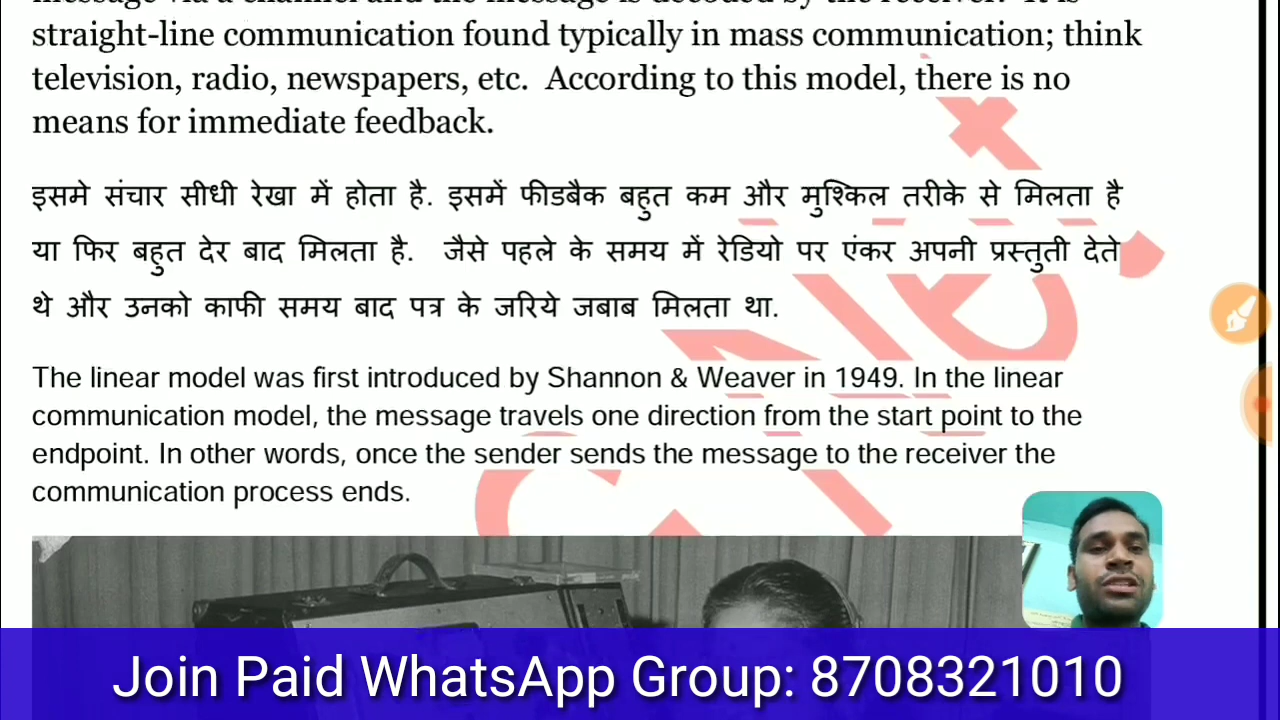 straight-line communication found typically in mass communication; think
television, radio, newspapers, etc. According to this model, there is no
means for immediate feedback.
इसमे संचार सीधी रेखा में होता है. इसमें फीडबैक बहुत कम और मुश्किल तरीके से मिलता है
या फिर बहुत देर बाद मिलता है. जैसे पहले के समय में रेडियो पर एंकर अपनी प्रस्तुती देते
थे और उनको काफी समय बाद पत्र के जरिये जबाब मिलता था.
The linear model was first introduced by Shannon & Weaver in 1949. In the linear
communication model, the message travels one direction from the start point to the
endpoint. In other words, once the sender sends the message to the receiver the
communication process ends.
Join Paid WhatsApp Group: 8708321010